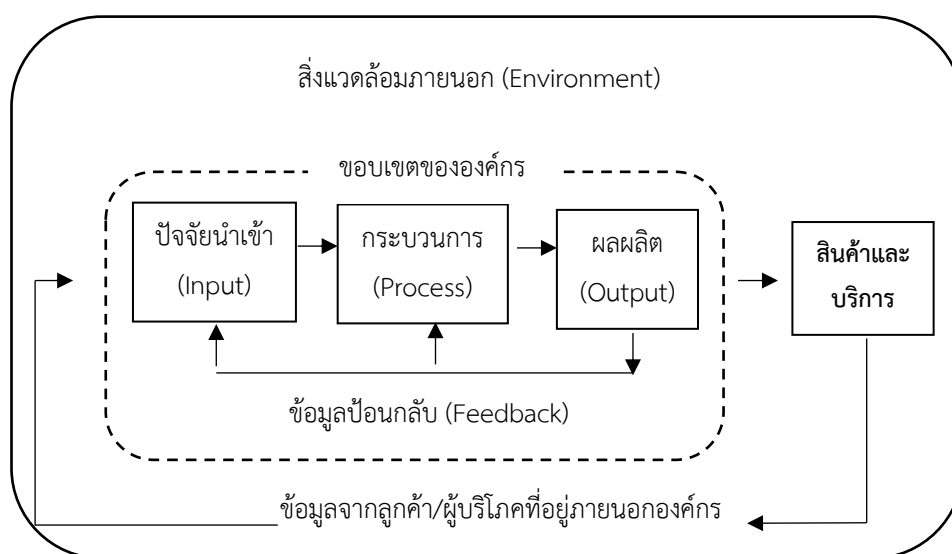 สิ่งแวดล้อมภายนอก (Environment)
ขอบเขตขององค์กร
ปัจจัยนำเข้า
(Input)
กระบวนการ
(Process)
ผลผลิต
(Output)
สินค้าและ
บริการ
ข้อมูลป้อนกลับ (Feedback)
ข้อมูลจากลูกค้า/ผู้บริโภคที่อยู่ภายนอกองค์กร